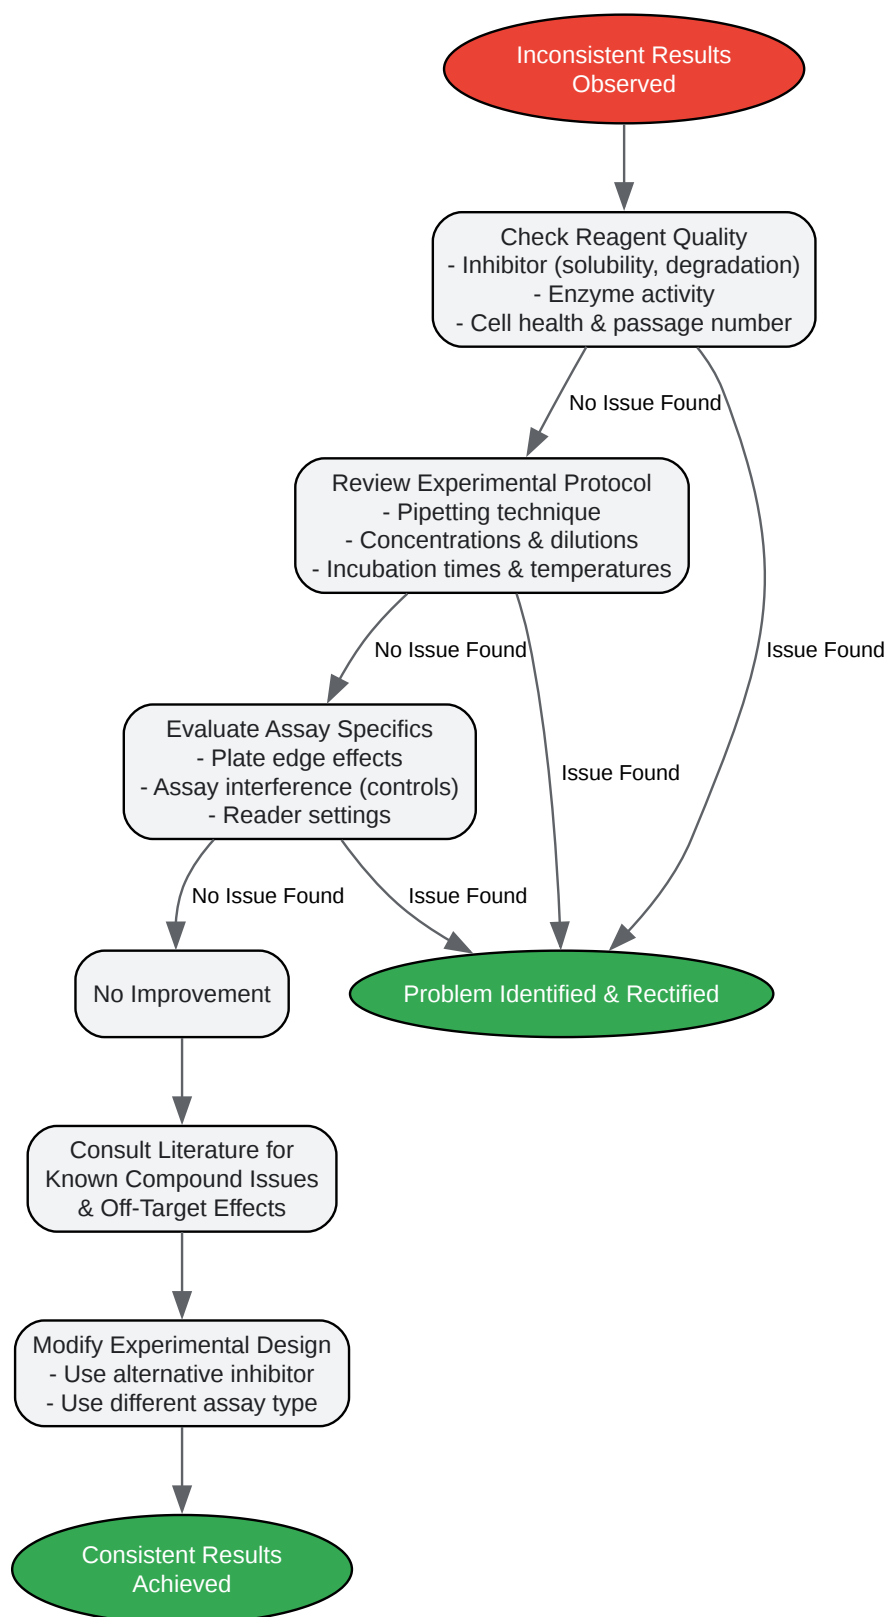 Inconsistent Results
Observed
Check Reagent Quality
- Inhibitor (solubility, degradation)
- Enzyme activity
- Cell health & passage number
No Issue Found
Review Experimental Protocol
- Pipetting technique
- Concentrations & dilutions
- Incubation times & temperatures
No Issue Found
Issue Found
Evaluate Assay Specifics
- Plate edge effects
- Assay interference (controls)
- Reader settings
Issue Found
No Issue Found
Issue Found
No Improvement
Problem Identified & Rectified
Consult Literature for
Known Compound Issues
& Off-Target Effects
Modify Experimental Design
- Use alternative inhibitor
- Use different assay type
Consistent Results
Achieved